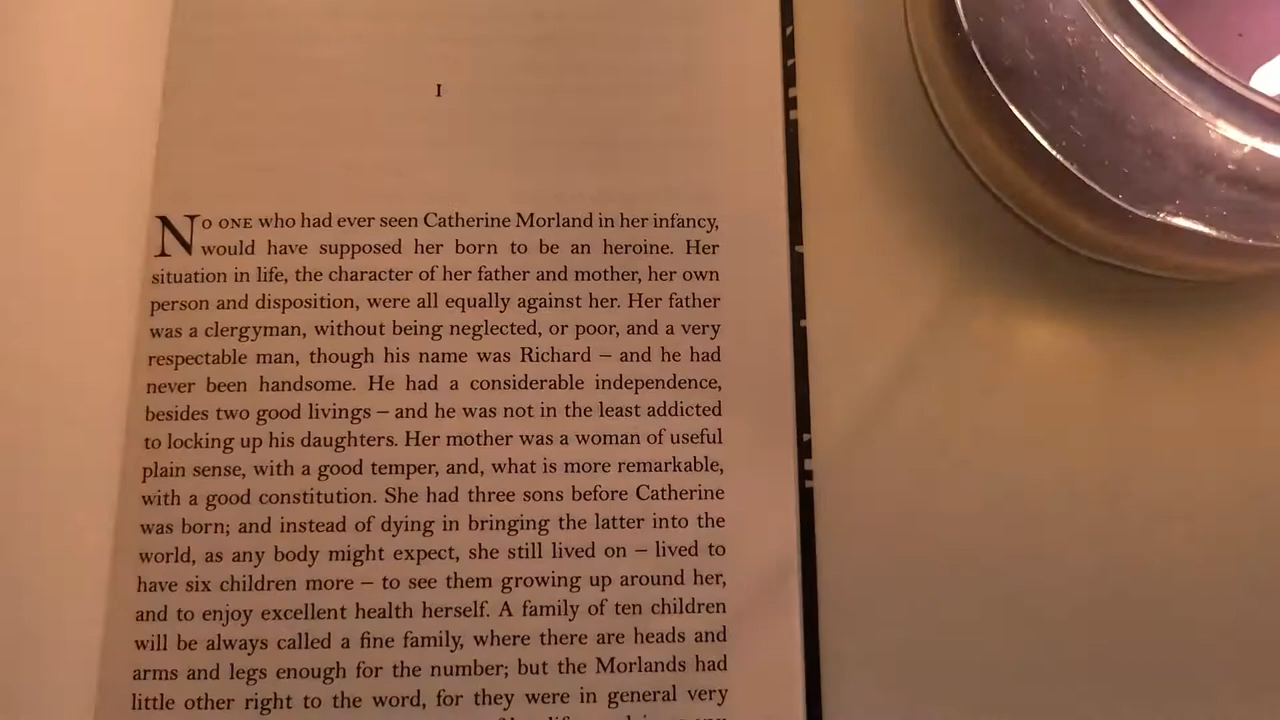 I
NO ONE who had ever seen Catherine Morland in her infancy,
would have supposed her born to be an heroine. Her
situation in life, the character of her father and mother, her own
person and disposition, were all equally against her. Her father
was a clergyman, without being neglected, or poor, and a very
respectable man, though his name was Richard – and he had
never been handsome. He had a considerable independence,
besides two good livings – and he was not in the least addicted
to locking up his daughters. Her mother was a woman of useful
plain sense, with a good temper, and, what is more remarkable,
with a good constitution. She had three sons before Catherine
was born; and instead of dying in bringing the latter into the
world, as any body might expect, she still lived on – lived to
have six children more – to see them growing up around her,
and to enjoy excellent health herself. A family of ten children
will be always called a fine family, where there are heads and
arms and legs enough for the number; but the Morlands had
little other right to the word, for they were in general very